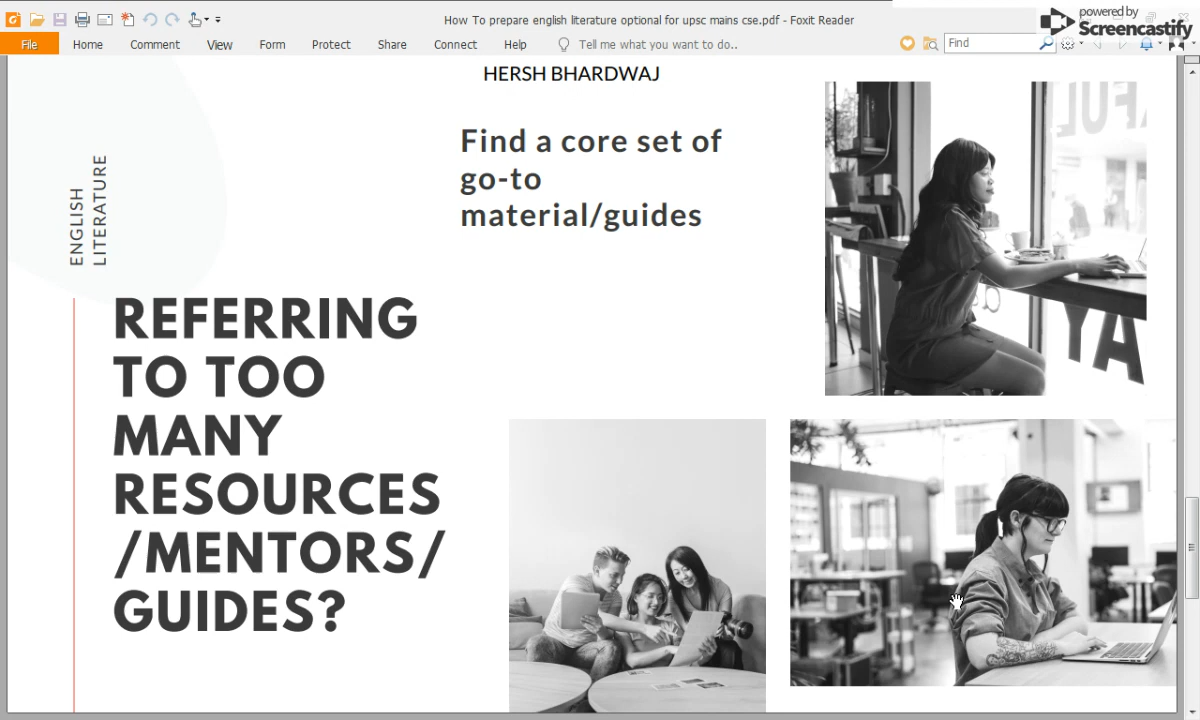 How To prepare english literature optional for upsc mains cse.pdf - Foxit Reader
powered by
Screencastify
File Home Comment View Form Protect Share Connect Help Tell me what you want to do.. Find
HERSH BHARDWAJ
Find a core set of
go-to
material/guides
ENGLISH
LITERATURE
REFERRING
TO TOO
MANY
RESOURCES
/MENTORS/
GUIDES?
AY